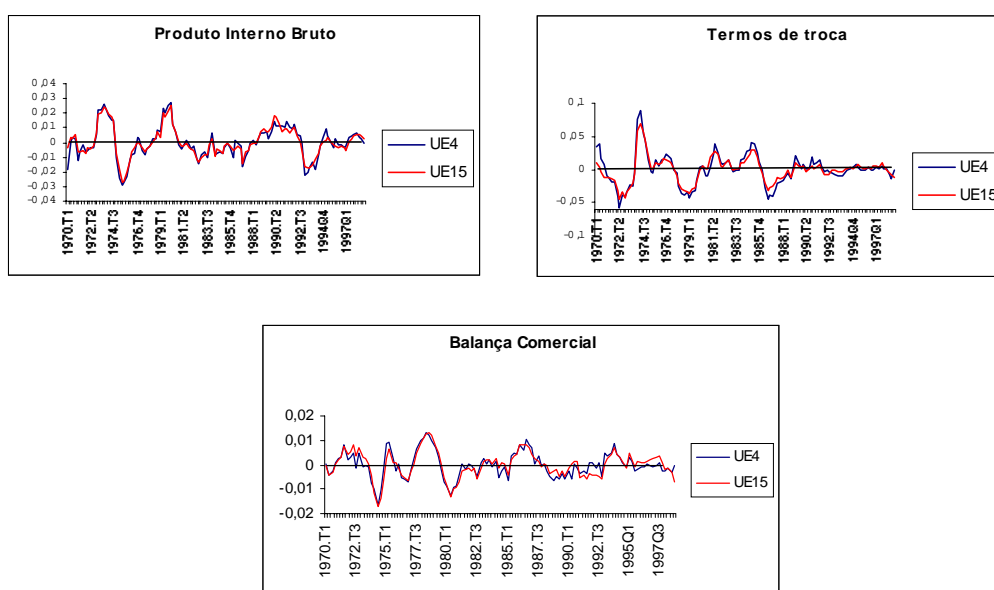 Produto Interno Bruto
0,04
0,03
0,02
0,01
0
-0,01
-0,02
-0,03
-0,04
1970.T1
1972.T2
1974.T3
1976.T4
1979.T1
1981.T2
1983.T3
1985.T4
1988.T1
1990.T2
1992.T3
1994Q4
1997Q1
UE4
UE15
Termos de troca
0,1
0,05
0
-0,05
-0,1
1970.T1
1972.T2
1974.T3
1976.T4
1979.T1
1981.T2
1983.T3
1985.T4
1988.T1
1990.T2
1992.T3
1994Q4
1997Q1
UE4
UE15
Balança Comercial
0,02
0,01
0
-0,01
-0,02
1970.T1
1972.T3
1975.T1
1977.T3
1980.T1
1982.T3
1985.T1
1987.T3
1990.T1
1992.T3
1995Q1
1997Q3
UE4
UE15